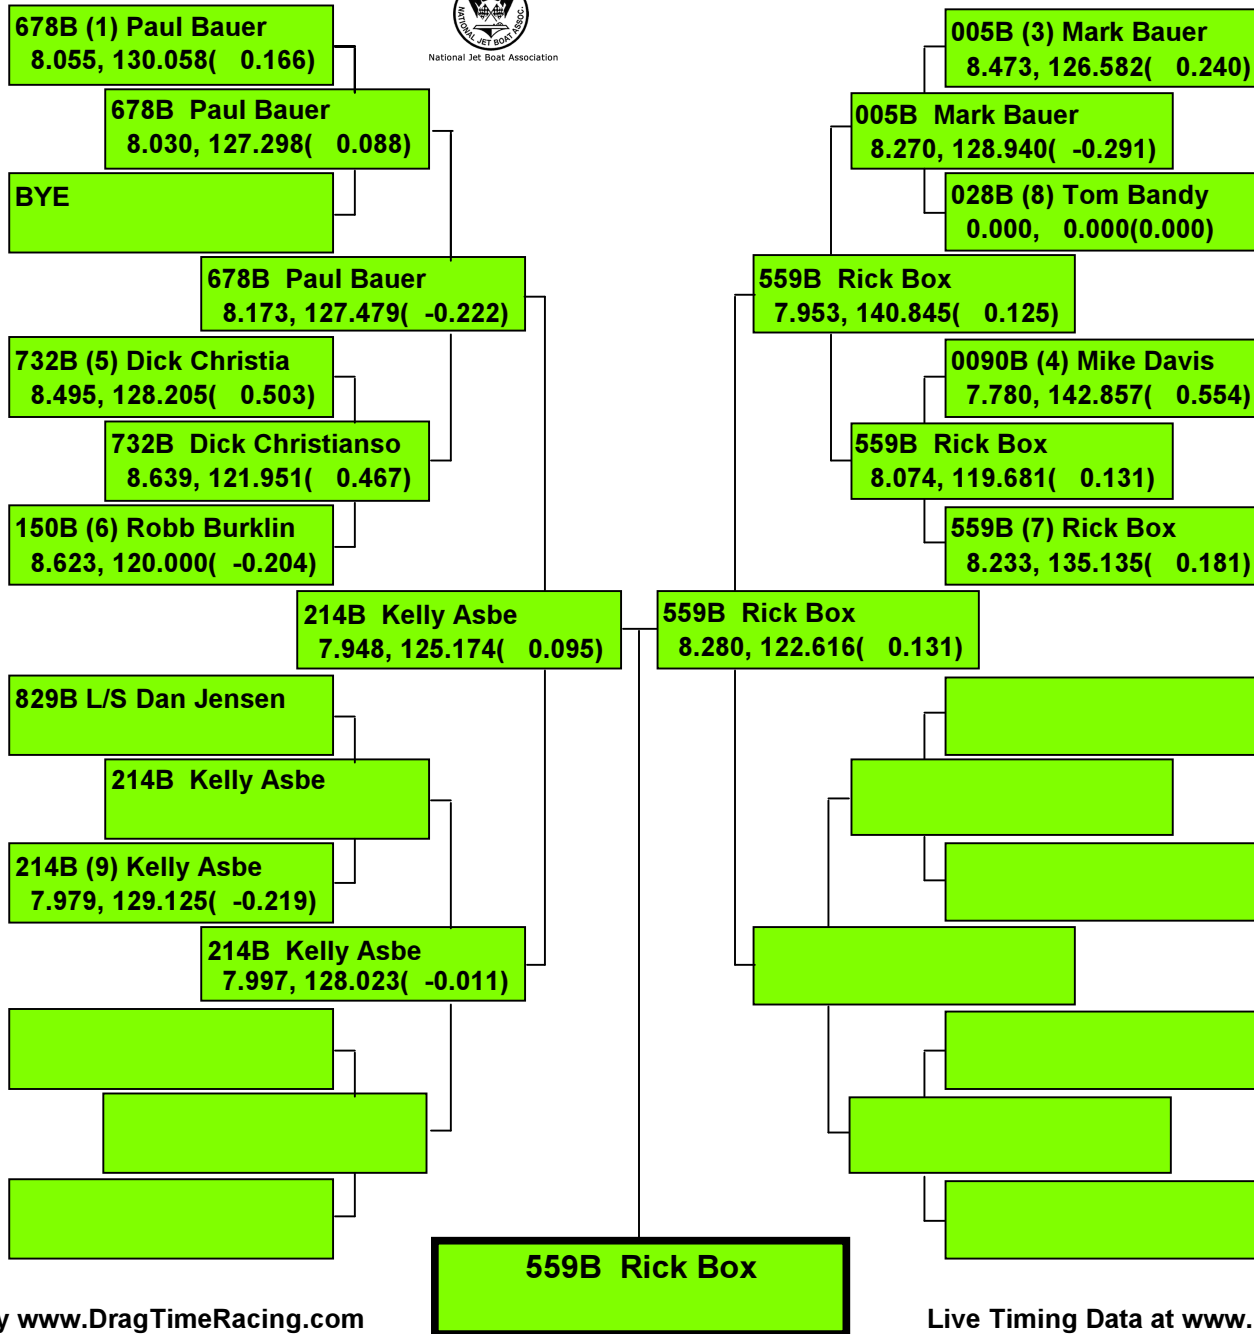 NATIONAL JET BOAT ASSOC.
National Jet Boat Association
678B (1) Paul Bauer
8.055, 130.058( 0.166)
678B Paul Bauer
8.030, 127.298( 0.088)
BYE
678B Paul Bauer
8.173, 127.479( -0.222)
732B (5) Dick Christia
8.495, 128.205( 0.503)
732B Dick Christianso
8.639, 121.951( 0.467)
150B (6) Robb Burklin
8.623, 120.000( -0.204)
214B Kelly Asbe
7.948, 125.174( 0.095)
829B L/S Dan Jensen
214B Kelly Asbe
214B (9) Kelly Asbe
7.979, 129.125( -0.219)
214B Kelly Asbe
7.997, 128.023( -0.011)
005B (3) Mark Bauer
8.473, 126.582( 0.240)
005B Mark Bauer
8.270, 128.940( -0.291)
028B (8) Tom Bandy
0.000, 0.000(0.000)
559B Rick Box
7.953, 140.845( 0.125)
0090B (4) Mike Davis
7.780, 142.857( 0.554)
559B Rick Box
8.074, 119.681( 0.131)
559B (7) Rick Box
8.233, 135.135( 0.181)
559B Rick Box
8.280, 122.616( 0.131)
559B Rick Box
y www.DragTimeRacing.com
Live Timing Data at www.